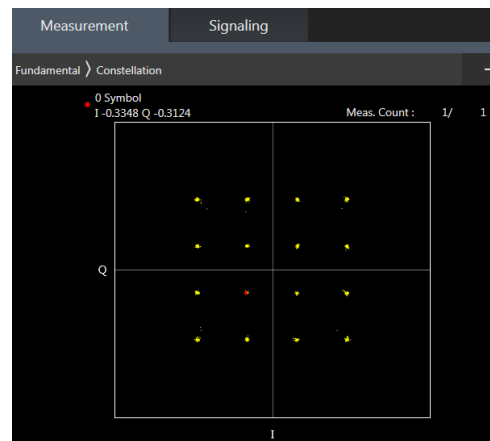 Measurement Signaling
Fundamental 〉 Constellation
0 Symbol
I -0.3348 Q -0.3124 Meas. Count : 1/ 1
Q
I